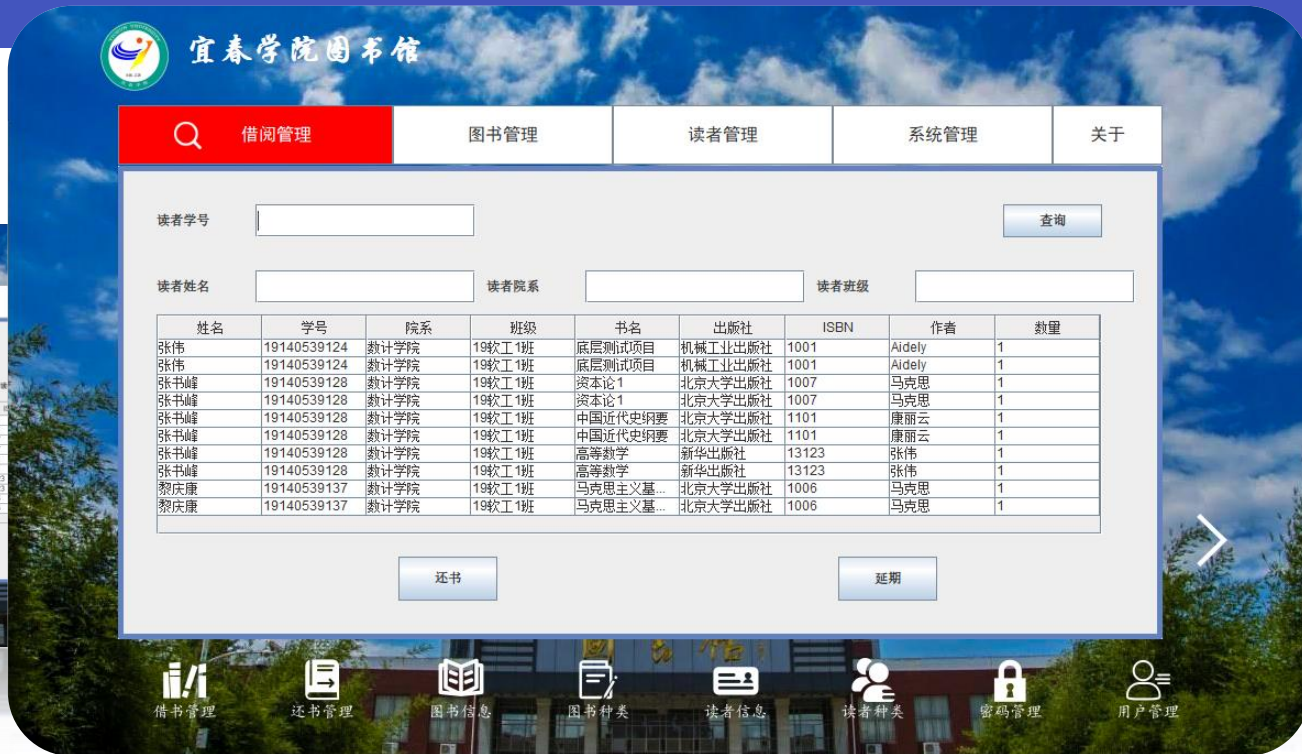 宜春学院图书馆
借阅管理 图书管理 读者管理 系统管理 关于
读者学号 查询
读者姓名 读者院系 读者班级
姓名 学号 院系 班级 书名 出版社 ISBN 作者 数量
张伟 19140539124 数计学院 19软工1班 底层测试项目 机械工业出版社 1001 Aidely 1
张伟 19140539124 数计学院 19软工1班 底层测试项目 机械工业出版社 1001 Aidely 1
张书峰 19140539128 数计学院 19软工1班 资本论1 北京大学出版社 1007 马克思 1
张书峰 19140539128 数计学院 19软工1班 资本论1 北京大学出版社 1007 马克思 1
张书峰 19140539128 数计学院 19软工1班 中国近代史纲要 北京大学出版社 1101 康丽云 1
张书峰 19140539128 数计学院 19软工1班 中国近代史纲要 北京大学出版社 1101 康丽云 1
张书峰 19140539128 数计学院 19软工1班 高等数学 新华出版社 13123 张伟 1
张书峰 19140539128 数计学院 19软工1班 高等数学 新华出版社 13123 张伟 1
黎庆康 19140539137 数计学院 19软工1班 马克思主义基... 北京大学出版社 1006 马克思 1
黎庆康 19140539137 数计学院 19软工1班 马克思主义基... 北京大学出版社 1006 马克思 1
还书 延期
借书管理 还书管理 图书信息 图书种类 读者信息 读者种类 密码管理 用户管理